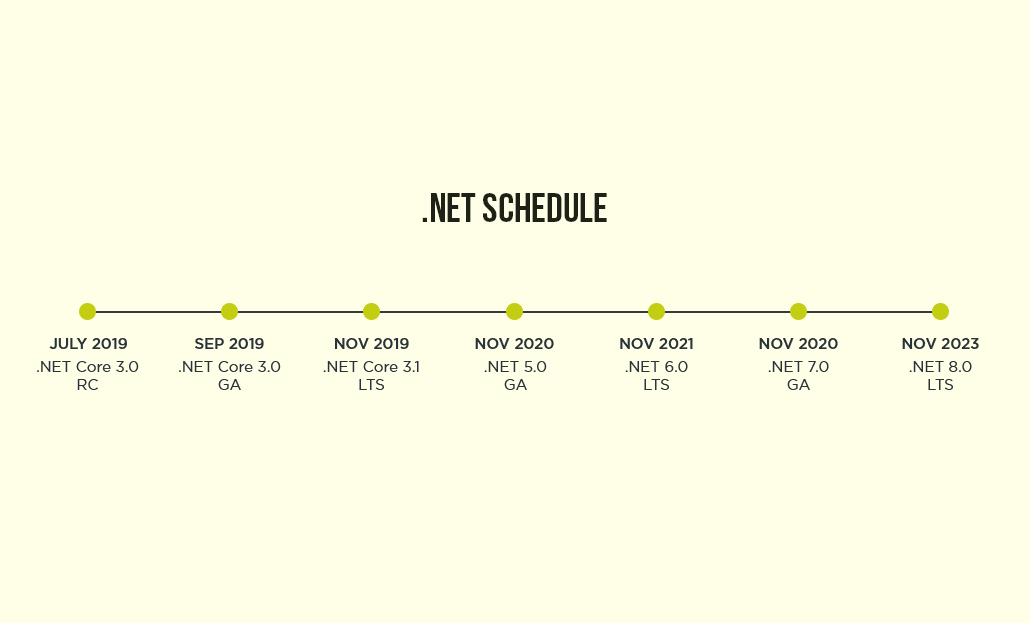 .NET SCHEDULE
JULY 2019
.NET Core 3.0
RC
SEP 2019
.NET Core 3.0
GA
NOV 2019
.NET Core 3.1
LTS
NOV 2020
.NET 5.0
GA
NOV 2021
.NET 6.0
LTS
NOV 2020
.NET 7.0
GA
NOV 2023
.NET 8.0
LTS